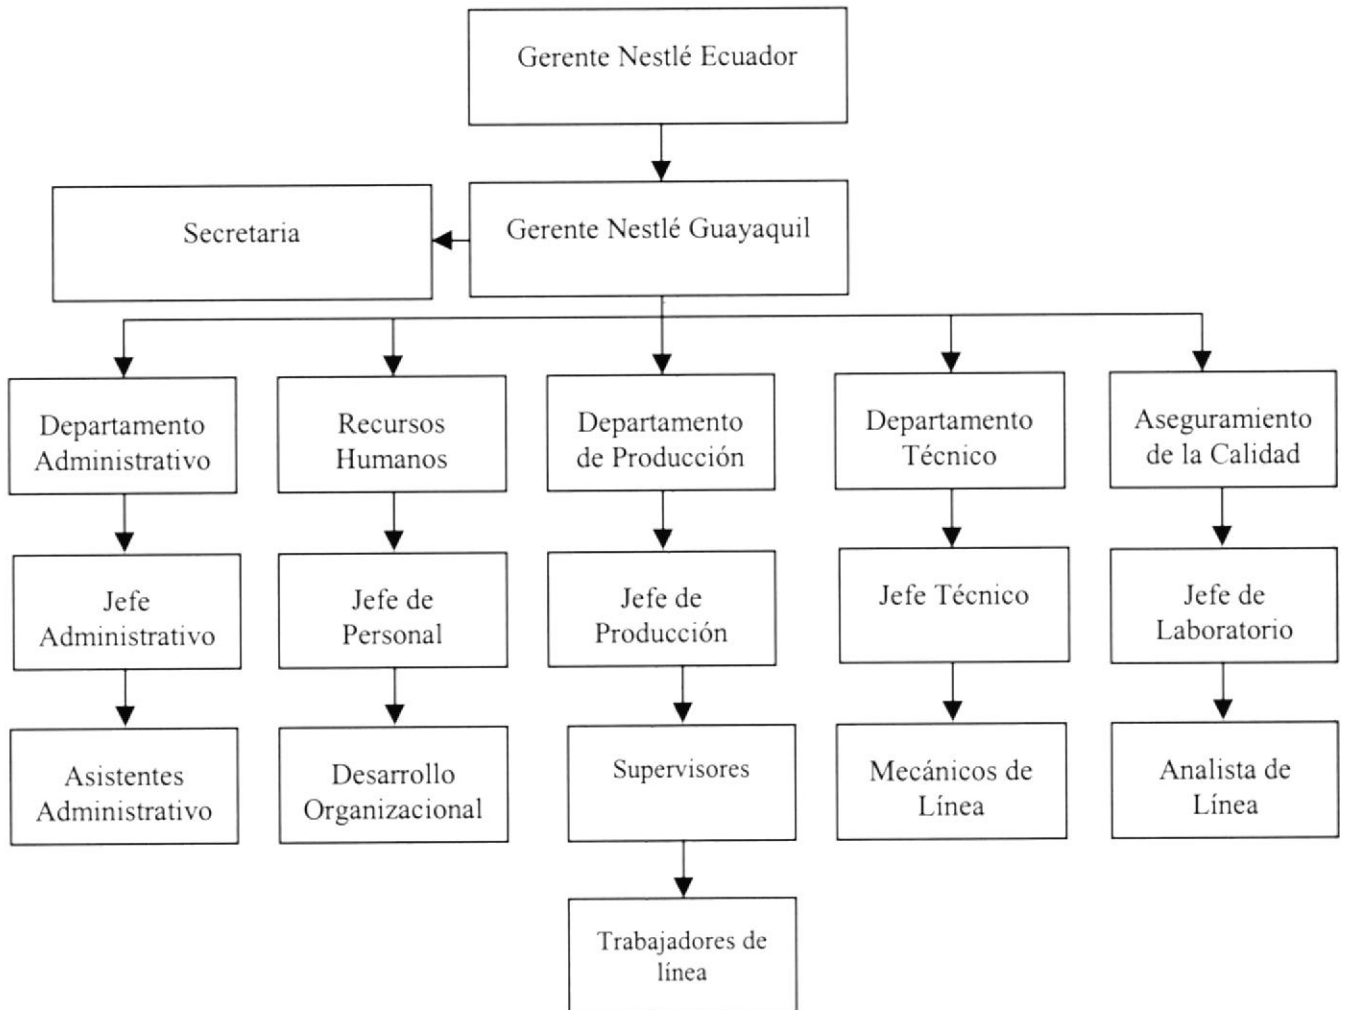 Gerente Nestlé Ecuador
Secretaria
Gerente Nestlé Guayaquil
Departamento
Administrativo
Recursos
Humanos
Departamento
de Producción
Departamento
Técnico
Aseguramiento
de la Calidad
Jefe
Administrativo
Jefe de
Personal
Jefe de
Producción
Jefe Técnico
Jefe de
Laboratorio
Asistentes
Administrativo
Desarrollo
Organizacional
Supervisores
Mecánicos de
Línea
Analista de
Línea
Trabajadores de
línea